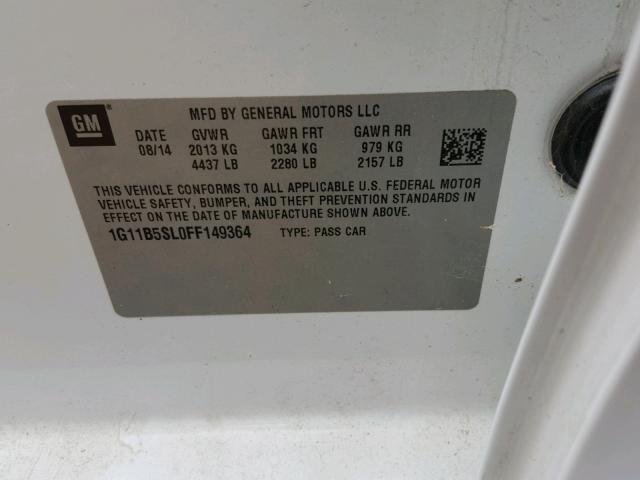 GM®
MFD BY GENERAL MOTORS LLC
DATE GVWR GAWR FRT GAWR RR
08/14 2013 KG 1034 KG 979 KG
4437 LB 2280 LB 2157 LB
THIS VEHICLE CONFORMS TO ALL APPLICABLE U.S. FEDERAL MOTOR
VEHICLE SAFETY, BUMPER, AND THEFT PREVENTION STANDARDS IN
EFFECT ON THE DATE OF MANUFACTURE SHOWN ABOVE.
1G11B5SL0FF149364 TYPE: PASS CAR